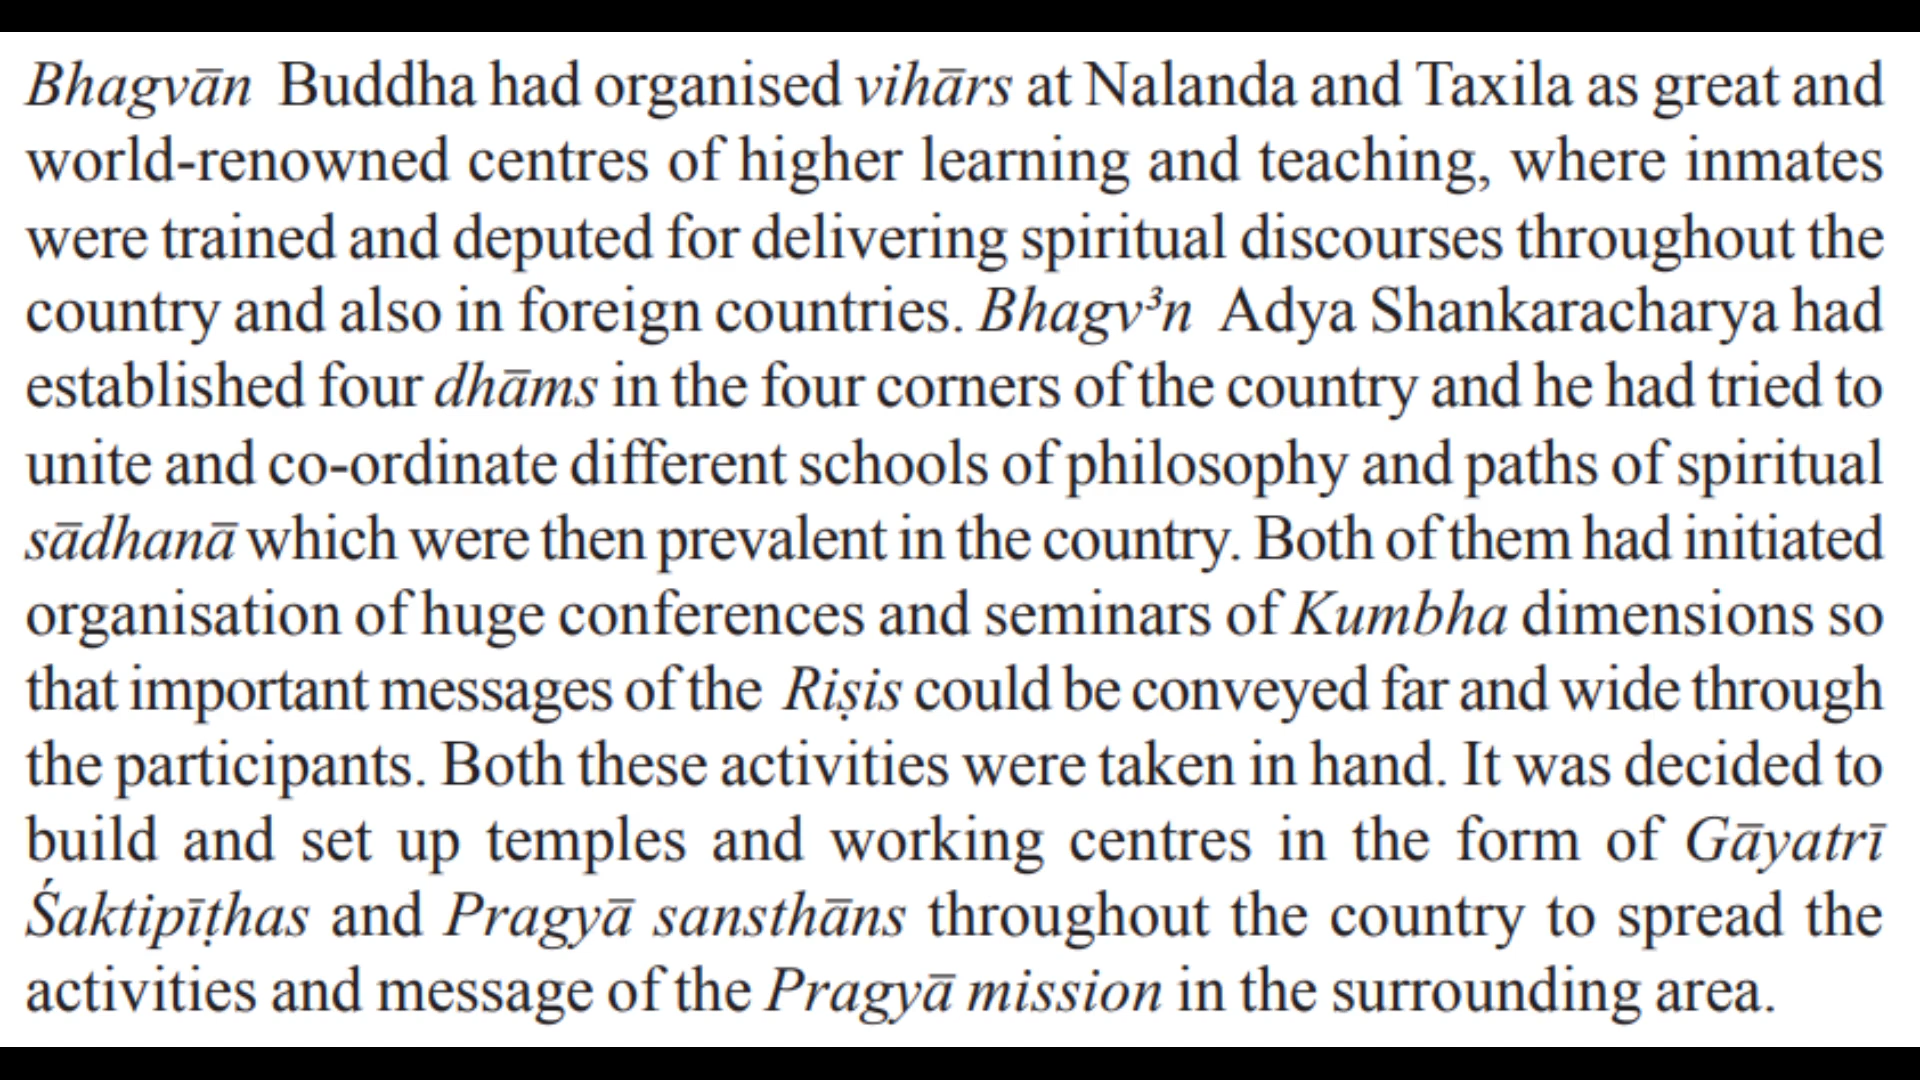 Bhagvān Buddha had organised vihārs at Nalanda and Taxila as great and
world-renowned centres of higher learning and teaching, where inmates
were trained and deputed for delivering spiritual discourses throughout the
country and also in foreign countries. Bhagv³n Adya Shankaracharya had
established four dhāms in the four corners of the country and he had tried to
unite and co-ordinate different schools of philosophy and paths of spiritual
sādhanā which were then prevalent in the country. Both of them had initiated
organisation of huge conferences and seminars of Kumbha dimensions so
that important messages of the Riṣis could be conveyed far and wide through
the participants. Both these activities were taken in hand. It was decided to
build and set up temples and working centres in the form of Gāyatrī
Śaktipīṭhas and Pragyā sansthāns throughout the country to spread the
activities and message of the Pragyā mission in the surrounding area.